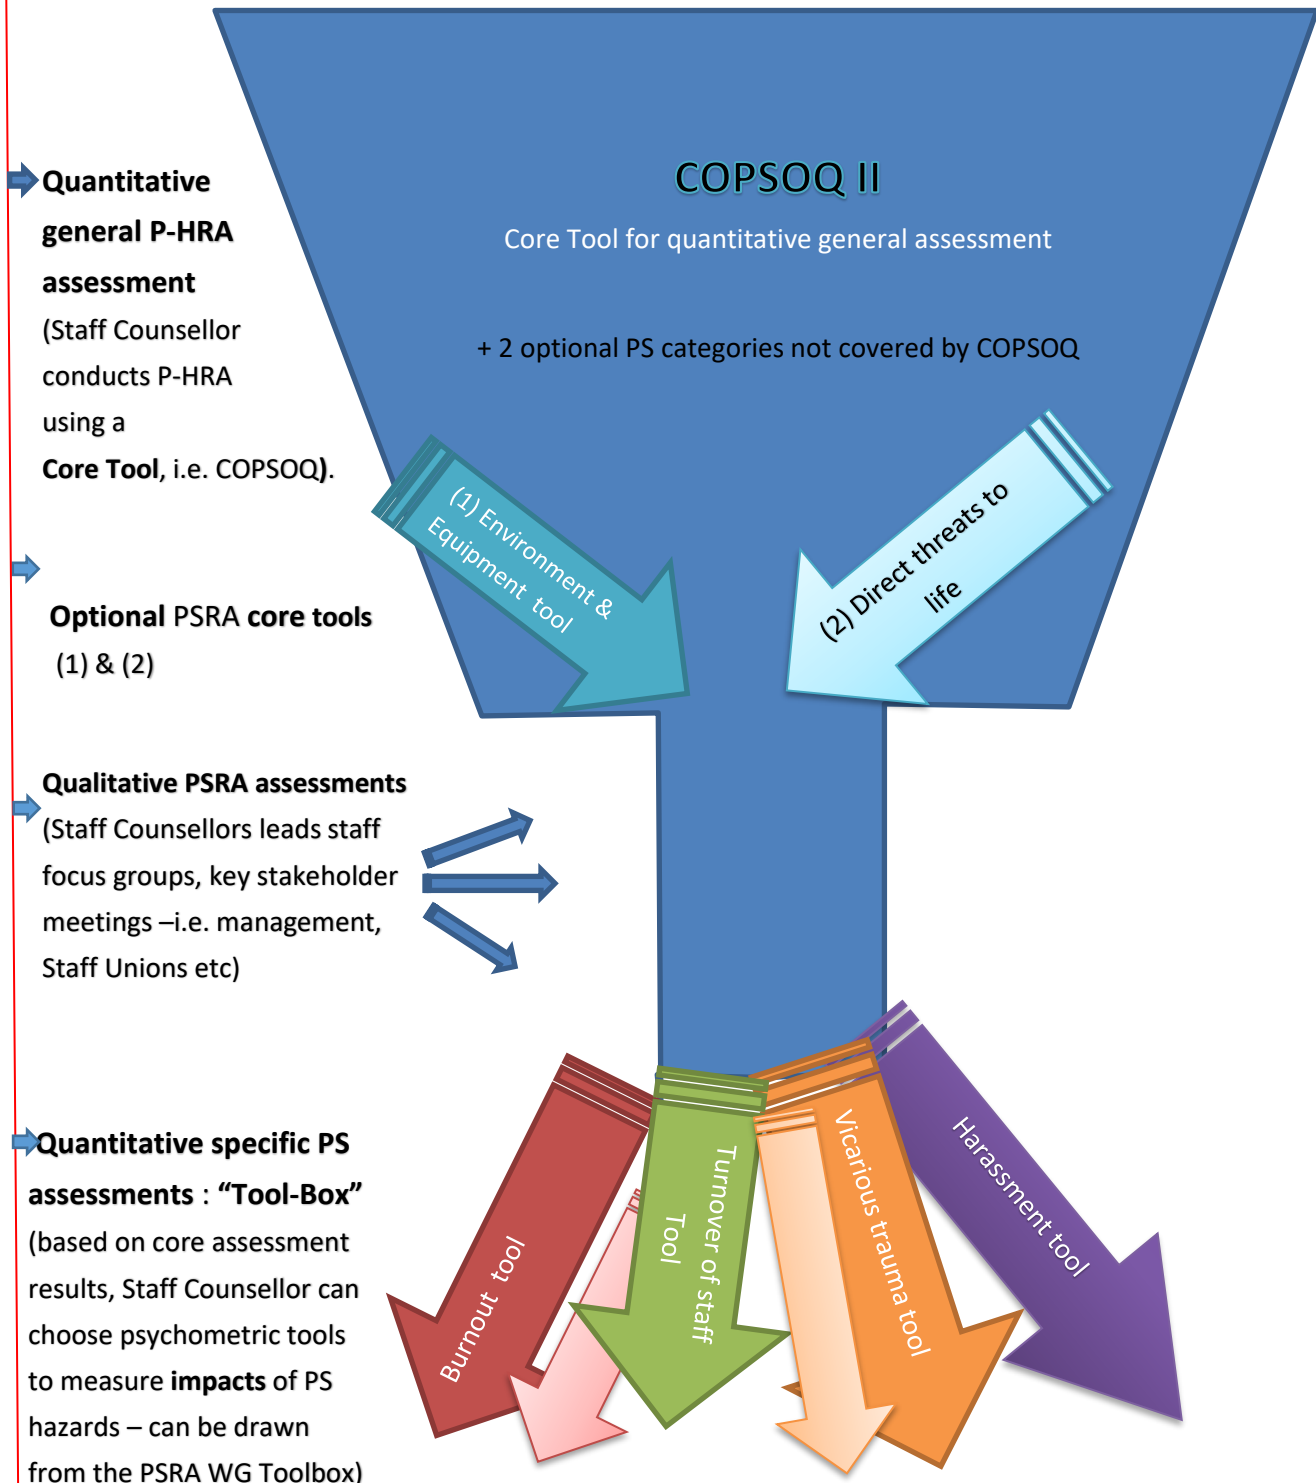 COPSOQ II
Core Tool for quantitative general assessment
+ 2 optional PS categories not covered by COPSOQ
Quantitative
general P-HRA
assessment
(Staff Counsellor
conducts P-HRA
using a
Core Tool, i.e. COPSOQ).
(1) Environment &
Equipment tool
(2) Direct threats to
life
Optional PSRA core tools
(1) & (2)
Qualitative PSRA assessments
(Staff Counsellors leads staff
focus groups, key stakeholder
meetings –i.e. management,
Staff Unions etc)
Quantitative specific PS
assessments : “Tool-Box”
(based on core assessment
results, Staff Counsellor can
choose psychometric tools
to measure impacts of PS
hazards – can be drawn
from the PSRA WG Toolbox)
Burnout tool
Turnover of staff
Tool
Vicarious trauma tool
Harassment tool